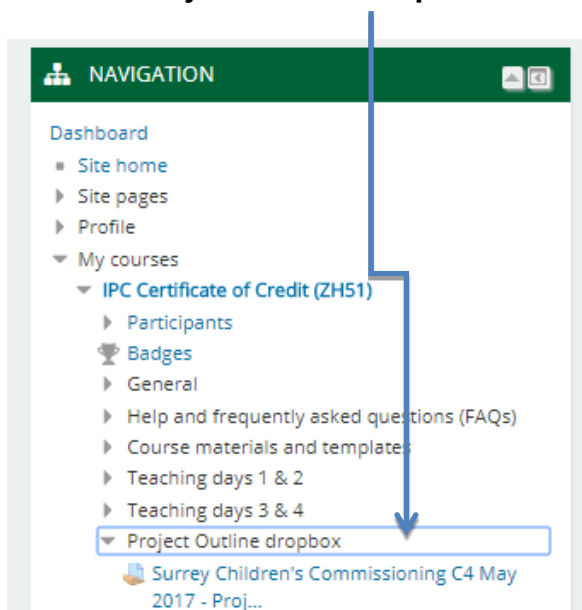 NAVIGATION
Dashboard
Site home
Site pages
Profile
My courses
IPC Certificate of Credit (ZH51)
Participants
Badges
General
Help and frequently asked questions (FAQs)
Course materials and templates
Teaching days 1 & 2
Teaching days 3 & 4
Project Outline dropbox
Surrey Children's Commissioning C4 May
2017 - Proj...